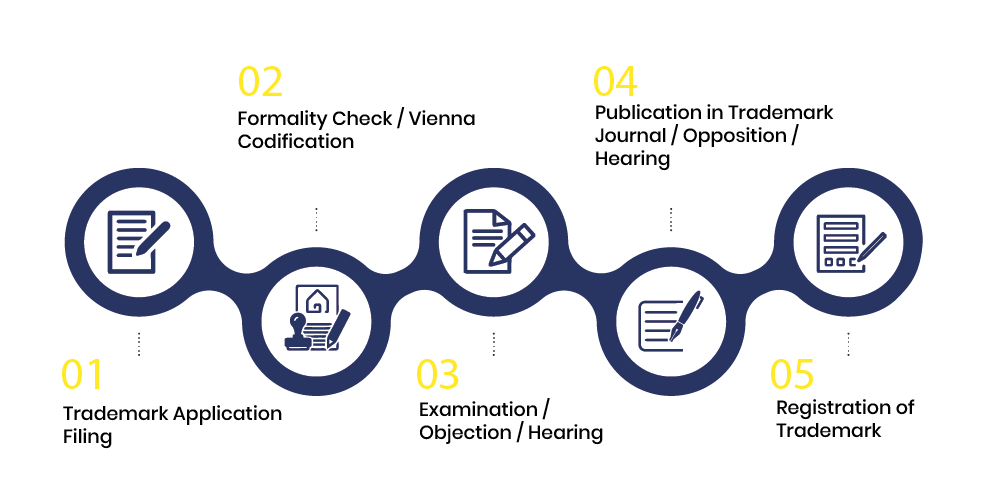 01
Trademark Application
Filing
02
Formality Check / Vienna
Codification
03
Examination /
Objection / Hearing
04
Publication in Trademark
Journal / Opposition /
Hearing
05
Registration of
Trademark